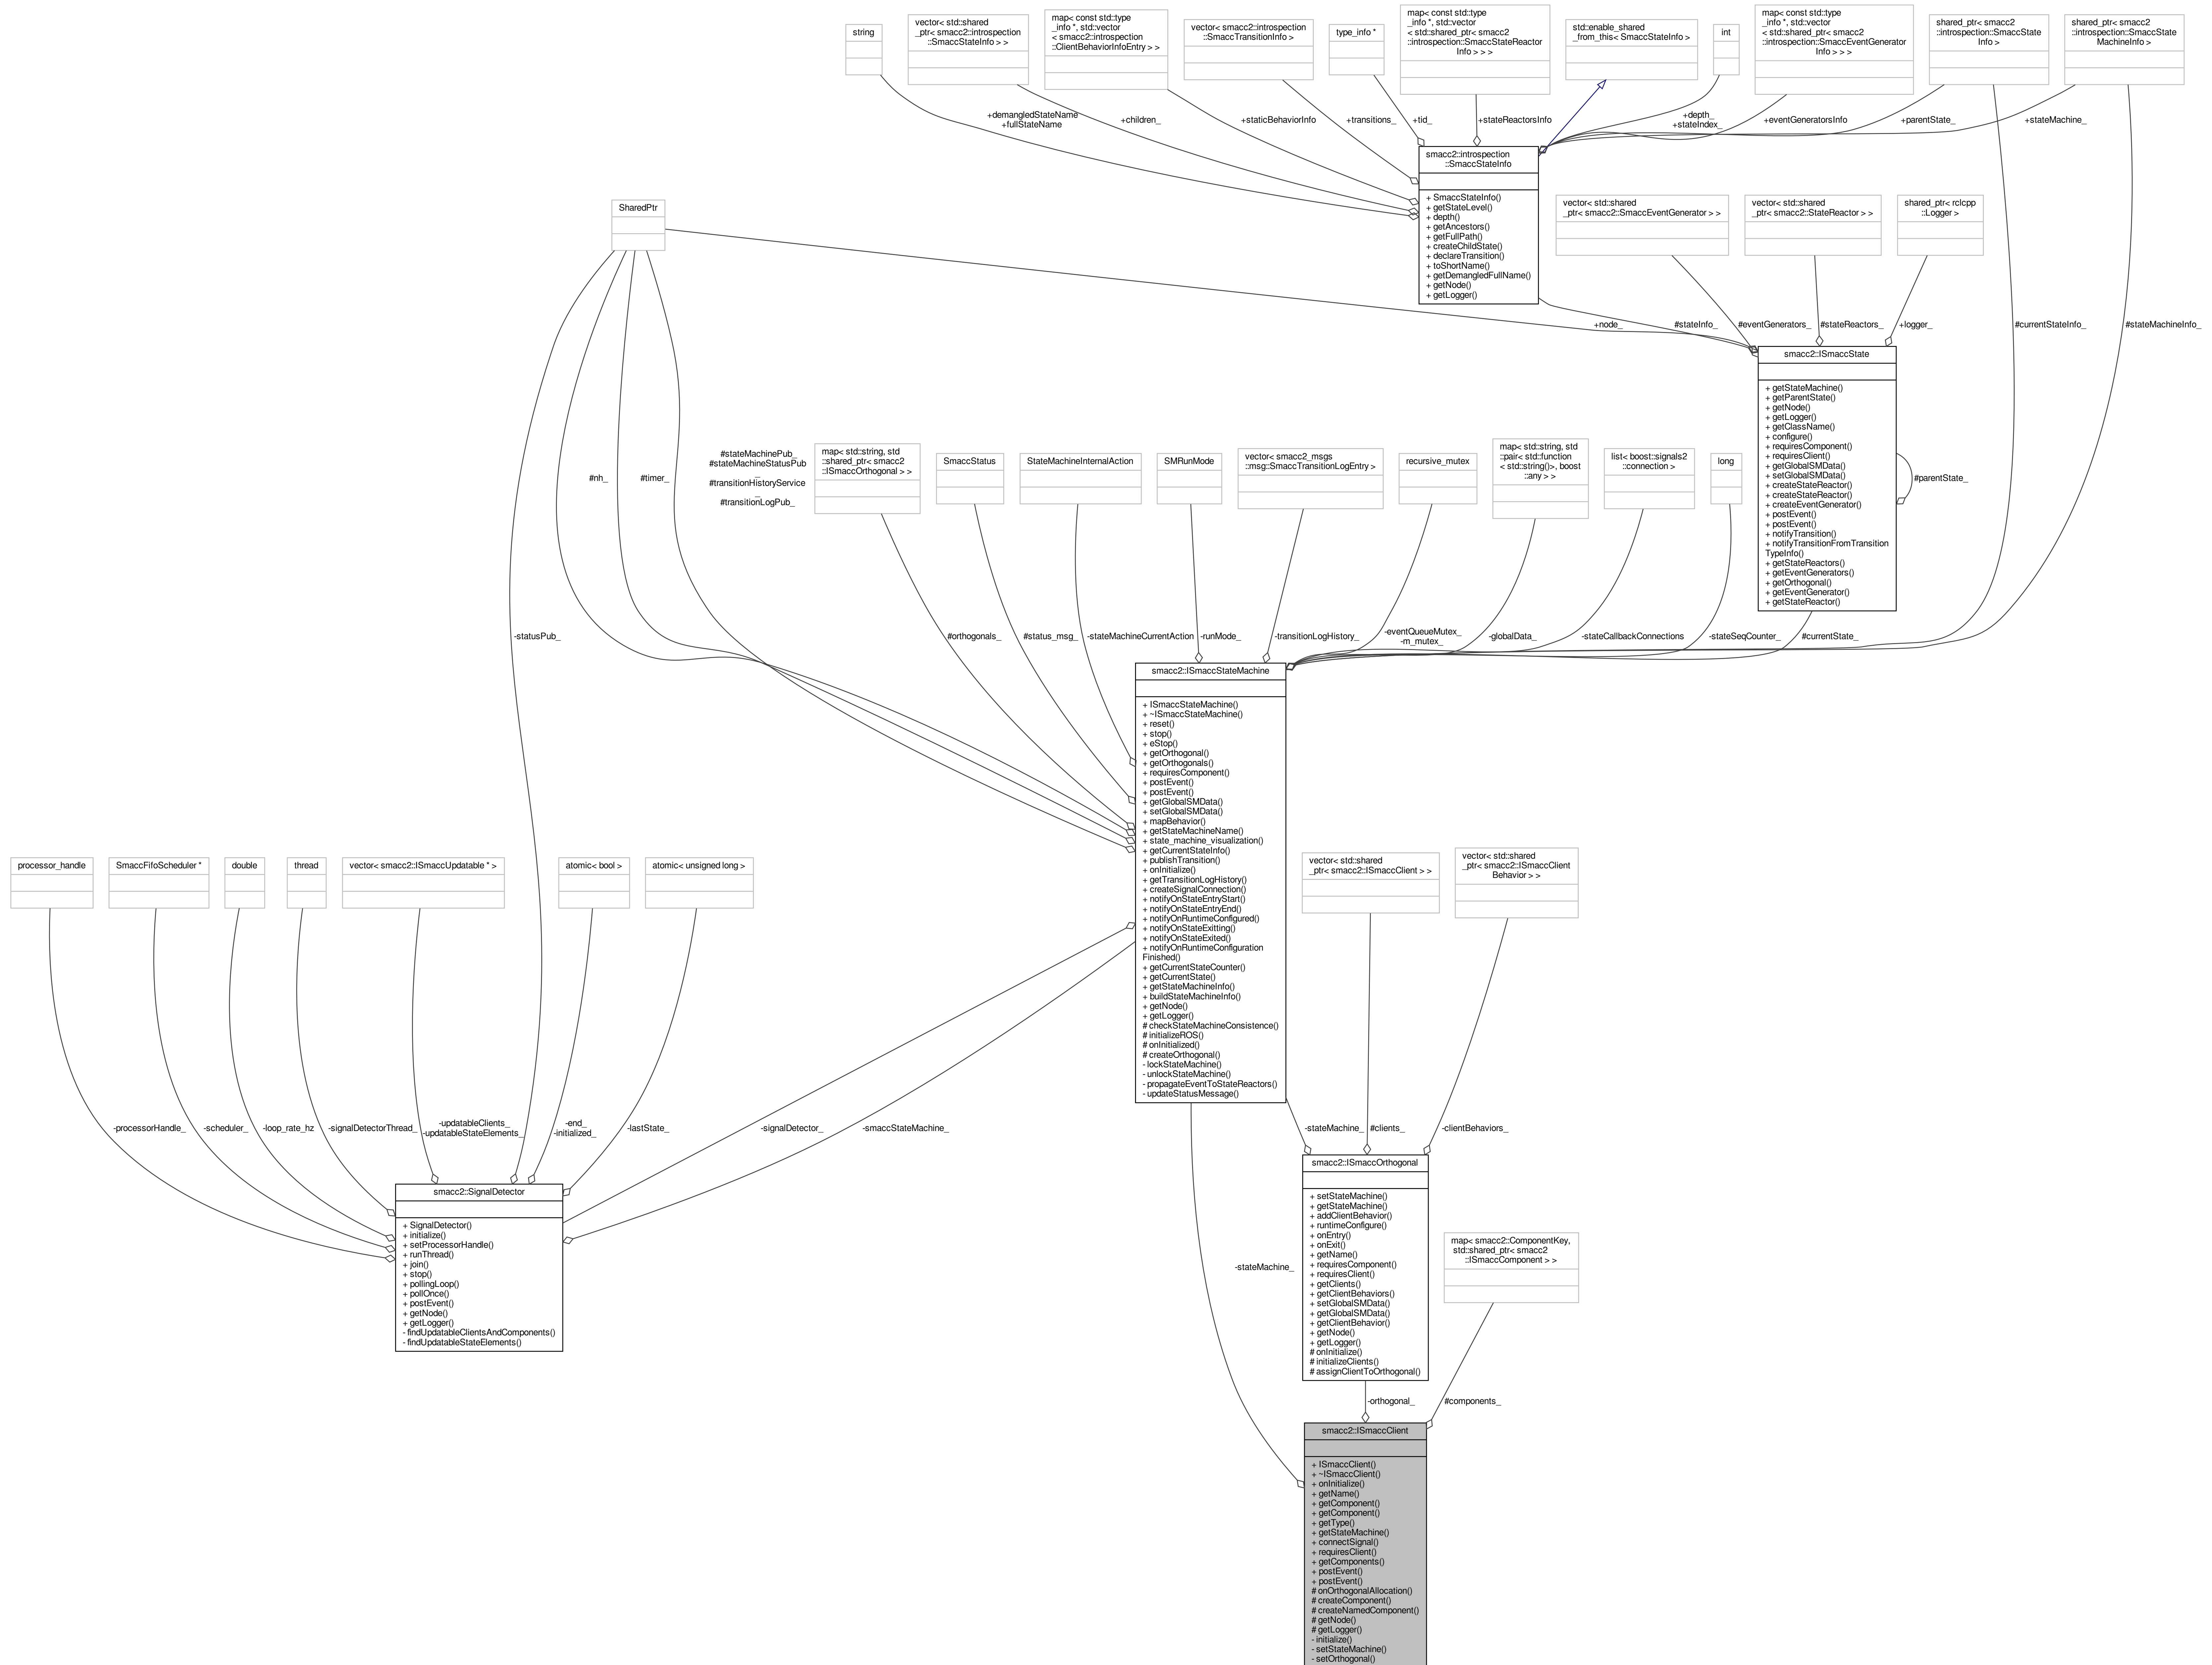 string
vector< std::shared
_ptr< smacc2::introspection
::SmaccStateInfo > >
map< const std::type
_info *, std::vector
< smacc2::introspection
::ClientBehaviorInfoEntry > >
vector< smacc2::introspection
::SmaccTransitionInfo >
type_info *
map< const std::type
_info *, std::vector
< std::shared_ptr< smacc2
::introspection::SmaccStateReactor
Info > > >
std::enable_shared
_from_this< SmaccStateInfo >
int
map< const std::type
_info *, std::vector
< std::shared_ptr< smacc2
::introspection::SmaccEventGenerator
Info > > >
shared_ptr< smacc2
::introspection::SmaccState
Info >
shared_ptr< smacc2
::introspection::SmaccState
MachineInfo >
+demangledStateName
+fullStateName
+children_
+staticBehaviorInfo
+transitions_
+tid_
+stateReactorsInfo
+depth_
+stateIndex_
+eventGeneratorsInfo
+parentState_
+stateMachine_
smacc2::introspection
::SmaccStateInfo
+ SmaccStateInfo()
+ getStateLevel()
+ depth()
+ getAncestors()
+ getFullPath()
+ createChildState()
+ declareTransition()
+ toShortName()
+ getDemangledFullName()
+ getNode()
+ getLogger()
SharedPtr
vector< std::shared
_ptr< smacc2::SmaccEventGenerator > >
vector< std::shared
_ptr< smacc2::StateReactor > >
shared_ptr< rclcpp
::Logger >
+node_
#stateInfo_
#eventGenerators_
#stateReactors_
+logger_
#currentStateInfo_
#stateMachineInfo_
smacc2::ISmaccState
+ getStateMachine()
+ getParentState()
+ getNode()
+ getLogger()
+ getClassName()
+ configure()
+ requiresComponent()
+ requiresClient()
+ getGlobalSMData()
+ setGlobalSMData()
+ createStateReactor()
+ createStateReactor()
+ createEventGenerator()
+ postEvent()
+ postEvent()
+ notifyTransition()
+ notifyTransitionFromTransition
TypeInfo()
+ getStateReactors()
+ getEventGenerators()
+ getOrthogonal()
+ getEventGenerator()
+ getStateReactor()
#parentState_
#nh_
#timer_
#stateMachinePub_
#stateMachineStatusPub
_
#transitionHistoryService
_
#transitionLogPub_
map< std::string, std
::shared_ptr< smacc2
::ISmaccOrthogonal > >
SmaccStatus
StateMachineInternalAction
SMRunMode
vector< smacc2_msgs
::msg::SmaccTransitionLogEntry >
recursive_mutex
map< std::string, std
::pair< std::function
< std::string()>, boost
::any > >
list< boost::signals2
::connection >
long
-statusPub_
#orthogonals_
#status_msg_
-stateMachineCurrentAction
-runMode_
-transitionLogHistory_
-eventQueueMutex_
-m_mutex_
-globalData_
-stateCallbackConnections
-stateSeqCounter_
#currentState_
smacc2::ISmaccStateMachine
+ ISmaccStateMachine()
+ ~ISmaccStateMachine()
+ reset()
+ stop()
+ eStop()
+ getOrthogonal()
+ getOrthogonals()
+ requiresComponent()
+ postEvent()
+ postEvent()
+ getGlobalSMData()
+ setGlobalSMData()
+ mapBehavior()
+ getStateMachineName()
+ state_machine_visualization()
+ getCurrentStateInfo()
+ publishTransition()
+ onInitialize()
+ getTransitionLogHistory()
+ createSignalConnection()
+ notifyOnStateEntryStart()
+ notifyOnStateEntryEnd()
+ notifyOnRuntimeConfigured()
+ notifyOnStateExitting()
+ notifyOnStateExited()
+ notifyOnRuntimeConfiguration
Finished()
+ getCurrentStateCounter()
+ getCurrentState()
+ getStateMachineInfo()
+ buildStateMachineInfo()
+ getNode()
+ getLogger()
# checkStateMachineConsistence()
# initializeROS()
# onInitialized()
# createOrthogonal()
- lockStateMachine()
- unlockStateMachine()
- propagateEventToStateReactors()
- updateStatusMessage()
processor_handle
SmaccFifoScheduler *
double
thread
vector< smacc2::ISmaccUpdatable * >
atomic< bool >
atomic< unsigned long >
vector< std::shared
_ptr< smacc2::ISmaccClient > >
vector< std::shared
_ptr< smacc2::ISmaccClient
Behavior > >
-processorHandle_
-scheduler_
-loop_rate_hz
-signalDetectorThread_
-updatableClients_
-updatableStateElements_
-end_
-initialized_
-lastState_
-signalDetector_
-smaccStateMachine_
-stateMachine_
#clients_
-clientBehaviors_
smacc2::SignalDetector
+ SignalDetector()
+ initialize()
+ setProcessorHandle()
+ runThread()
+ join()
+ stop()
+ pollingLoop()
+ pollOnce()
+ postEvent()
+ getNode()
+ getLogger()
- findUpdatableClientsAndComponents()
- findUpdatableStateElements()
smacc2::ISmaccOrthogonal
+ setStateMachine()
+ getStateMachine()
+ addClientBehavior()
+ runtimeConfigure()
+ onEntry()
+ onExit()
+ getName()
+ requiresComponent()
+ requiresClient()
+ getClients()
+ getClientBehaviors()
+ setGlobalSMData()
+ getGlobalSMData()
+ getClientBehavior()
+ getNode()
+ getLogger()
# onInitialize()
# initializeClients()
# assignClientToOrthogonal()
map< smacc2::ComponentKey,
std::shared_ptr< smacc2
::ISmaccComponent > >
-stateMachine_
-orthogonal_
#components_
smacc2::ISmaccClient
+ ISmaccClient()
+ ~ISmaccClient()
+ onInitialize()
+ getName()
+ getComponent()
+ getComponent()
+ getType()
+ getStateMachine()
+ connectSignal()
+ requiresClient()
+ getComponents()
+ postEvent()
+ postEvent()
# onOrthogonalAllocation()
# createComponent()
# createNamedComponent()
# getNode()
# getLogger()
- initialize()
- setStateMachine()
- setOrthogonal()